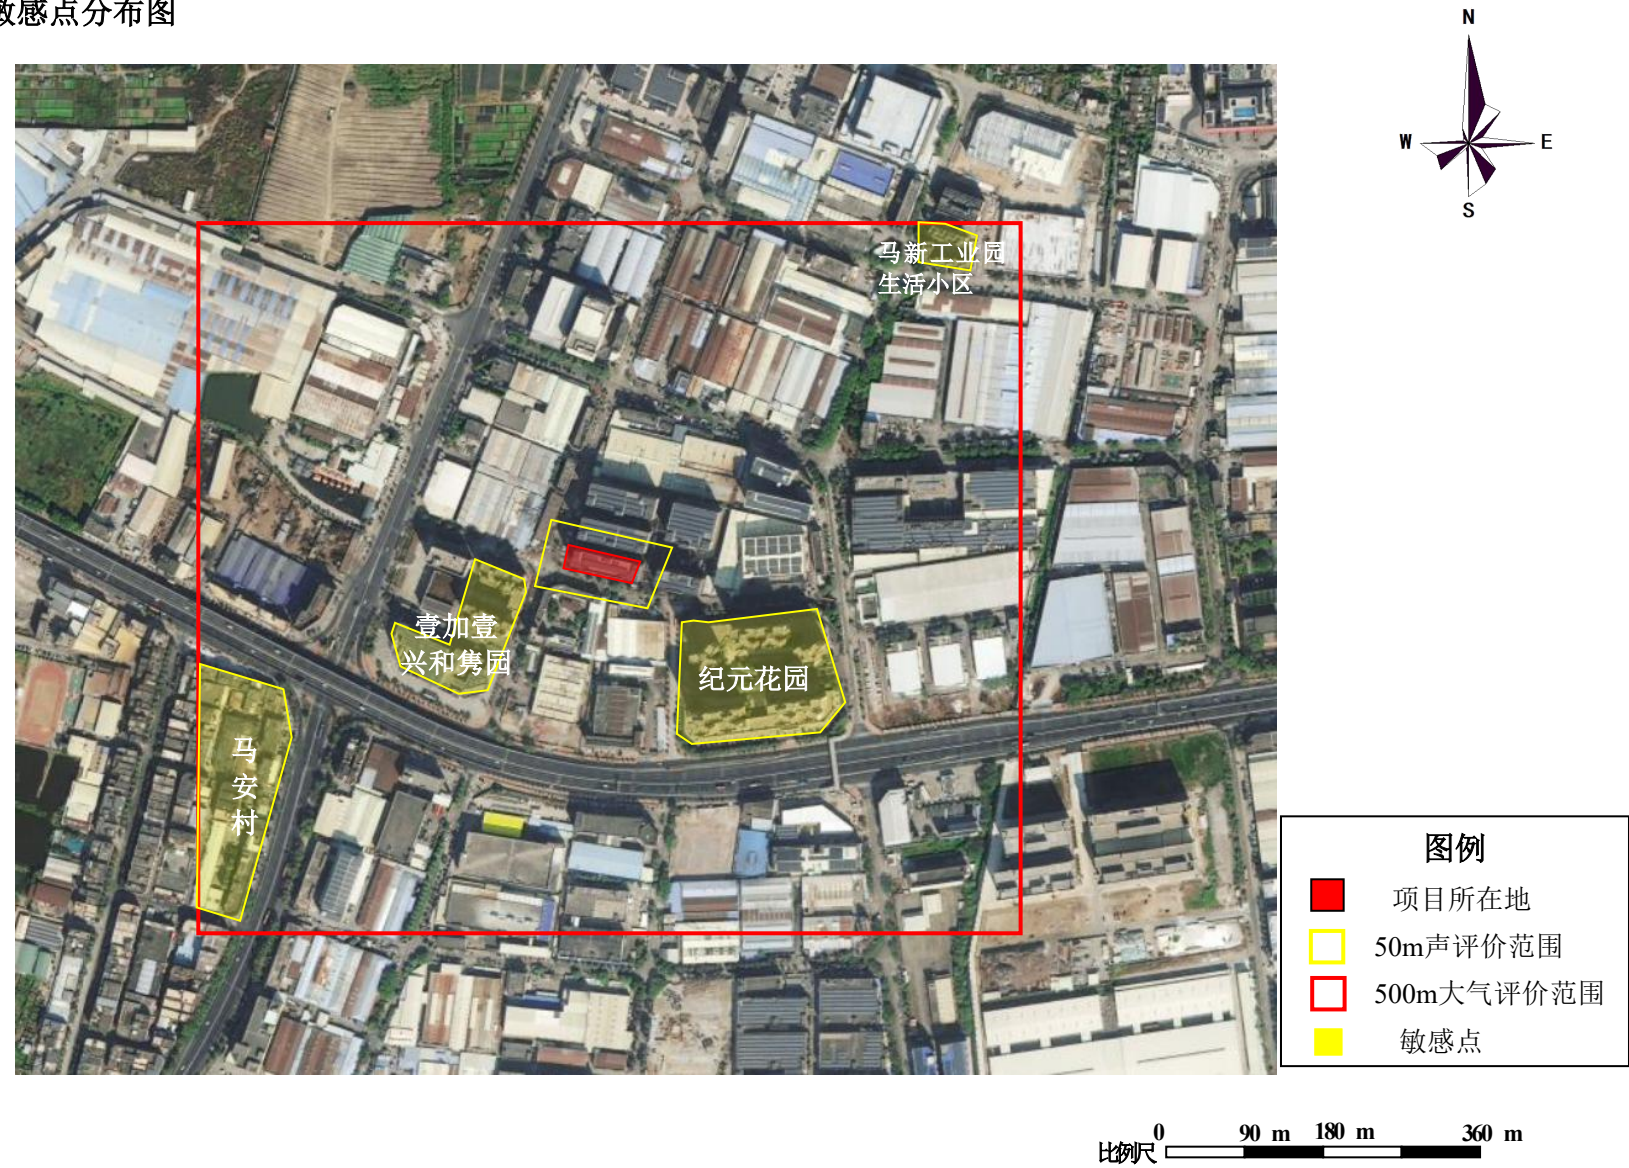 敏感点分布图
N
W
E
S
马新工业园
生活小区
壹加壹
兴和隽园
纪元花园
马
安
村
图例
项目所在地
50m声评价范围
500m大气评价范围
敏感点
比例尺 0 90 m 180 m 360 m